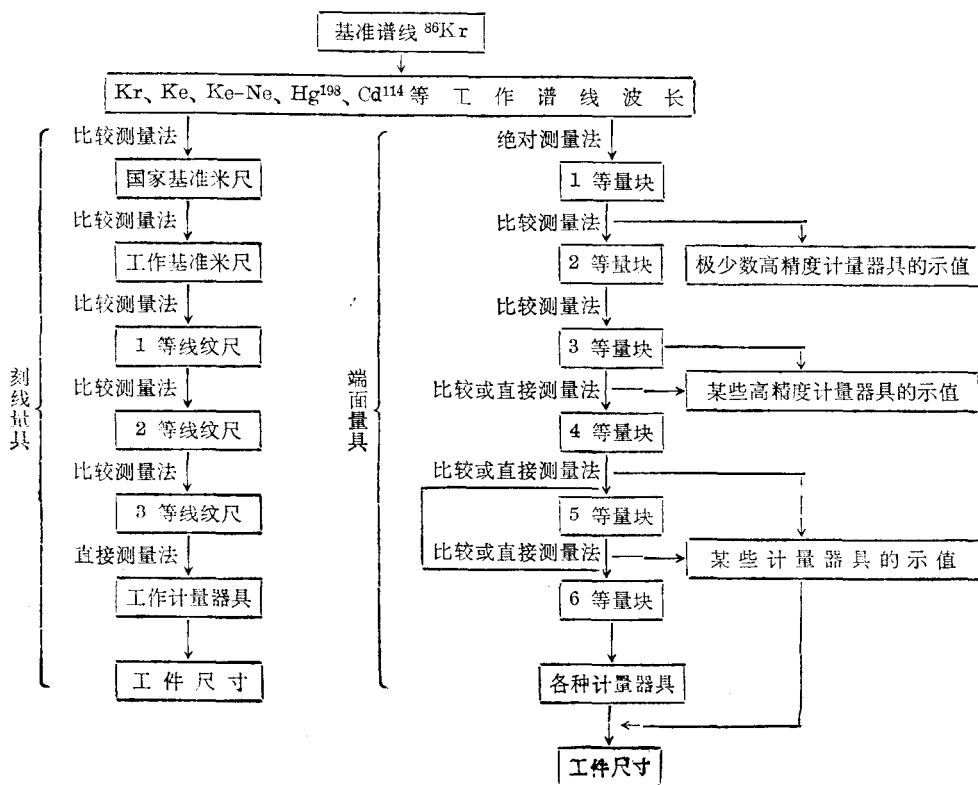 基准谱线 ⁸⁶Kr
Kr、Ke、Ke-Ne、Hg¹⁹⁸、Cd¹¹⁴等工作谱线波长
刻线量具
比较测量法
国家基准米尺
比较测量法
工作基准米尺
比较测量法
1 等线纹尺
比较测量法
2 等线纹尺
比较测量法
3 等线纹尺
直接测量法
工作计量器具
工件尺寸
端面量具
绝对测量法
1 等量块
比较测量法
2 等量块
极少数高精度计量器具的示值
比较测量法
3 等量块
比较或直接测量法
某些高精度计量器具的示值
4 等量块
比较或直接测量法
5 等量块
比较或直接测量法
某些计量器具的示值
6 等量块
各种计量器具
工件尺寸